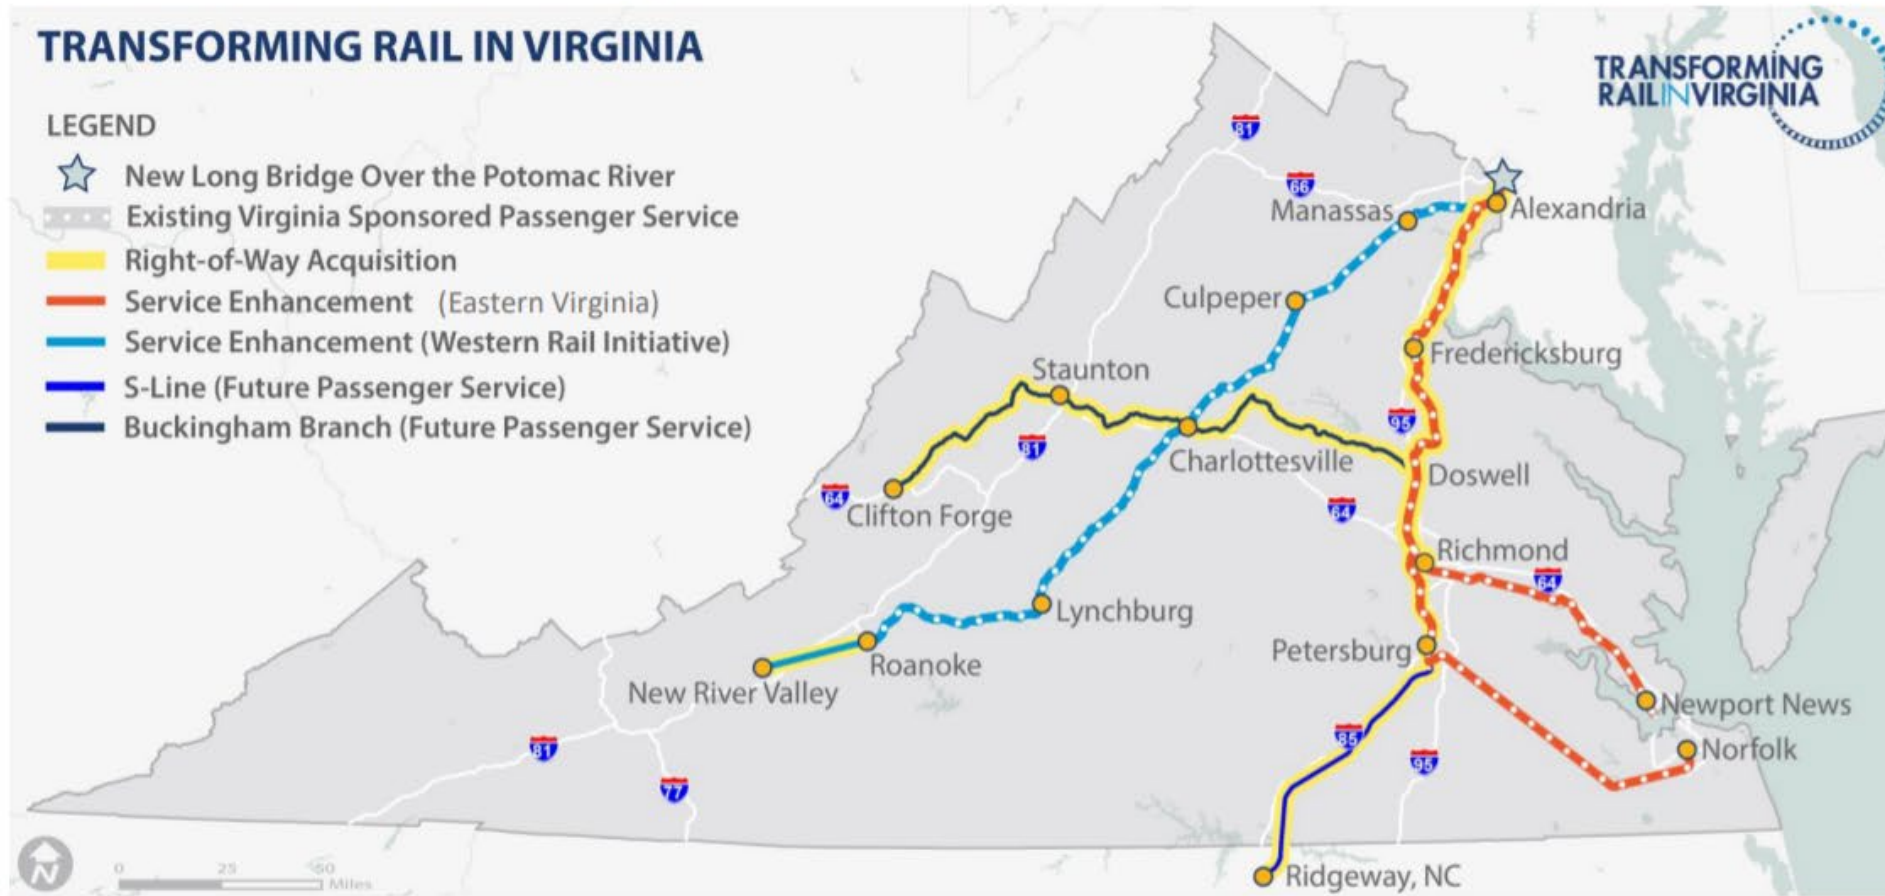 TRANSFORMING RAIL IN VIRGINIA
TRANSFORMING
RAILINVIRGINIA
LEGEND
New Long Bridge Over the Potomac River
Existing Virginia Sponsored Passenger Service
Right-of-Way Acquisition
Service Enhancement (Eastern Virginia)
Service Enhancement (Western Rail Initiative)
S-Line (Future Passenger Service)
Buckingham Branch (Future Passenger Service)
81
66
Manassas
Alexandria
Culpeper
Fredericksburg
Staunton
95
81
Charlottesville
Doswell
64
Clifton Forge
64
Richmond
64
Lynchburg
Petersburg
Roanoke
New River Valley
Newport News
81
85
95
Norfolk
77
N
0 25 50
Miles
Ridgeway, NC